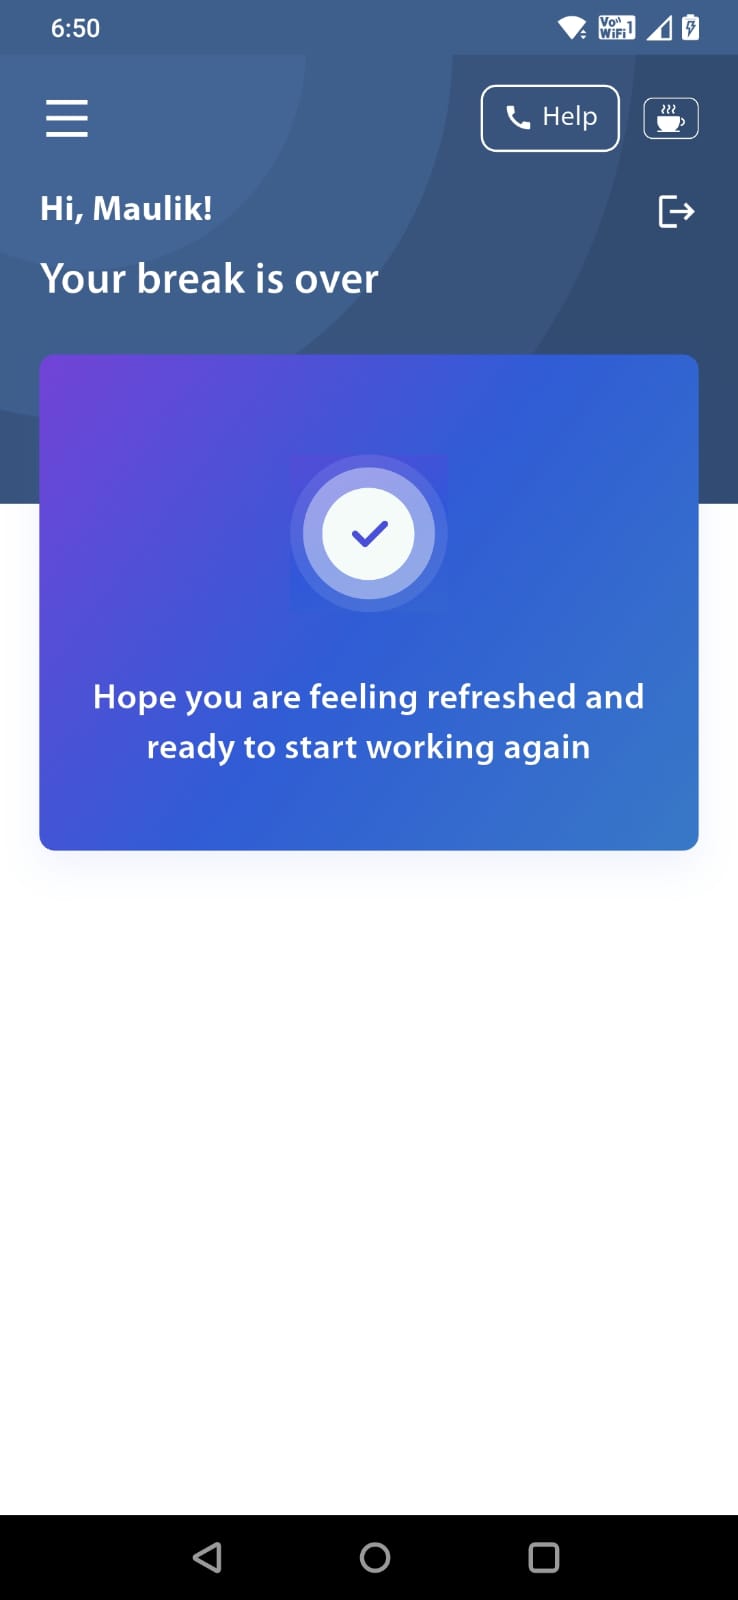 6:50
Vo)) WiFi 1
Help
Hi, Maulik!
Your break is over
Hope you are feeling refreshed and
ready to start working again